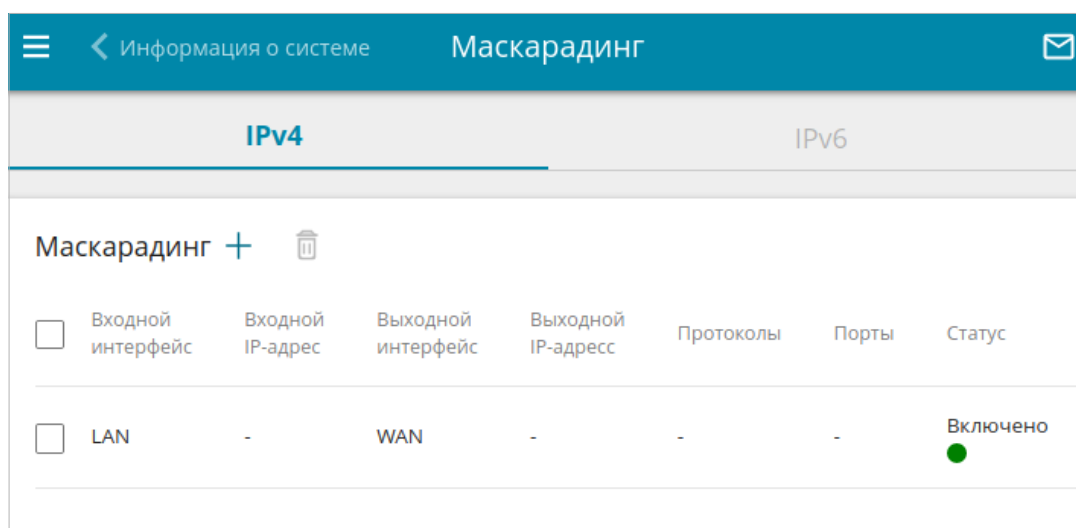 Информация о системе Маскарадинг
IPv4 IPv6
Маскарадинг
Входной интерфейс Входной IP-адрес Выходной интерфейс Выходной IP-адресс Протоколы Порты Статус
LAN - WAN - - - Включено